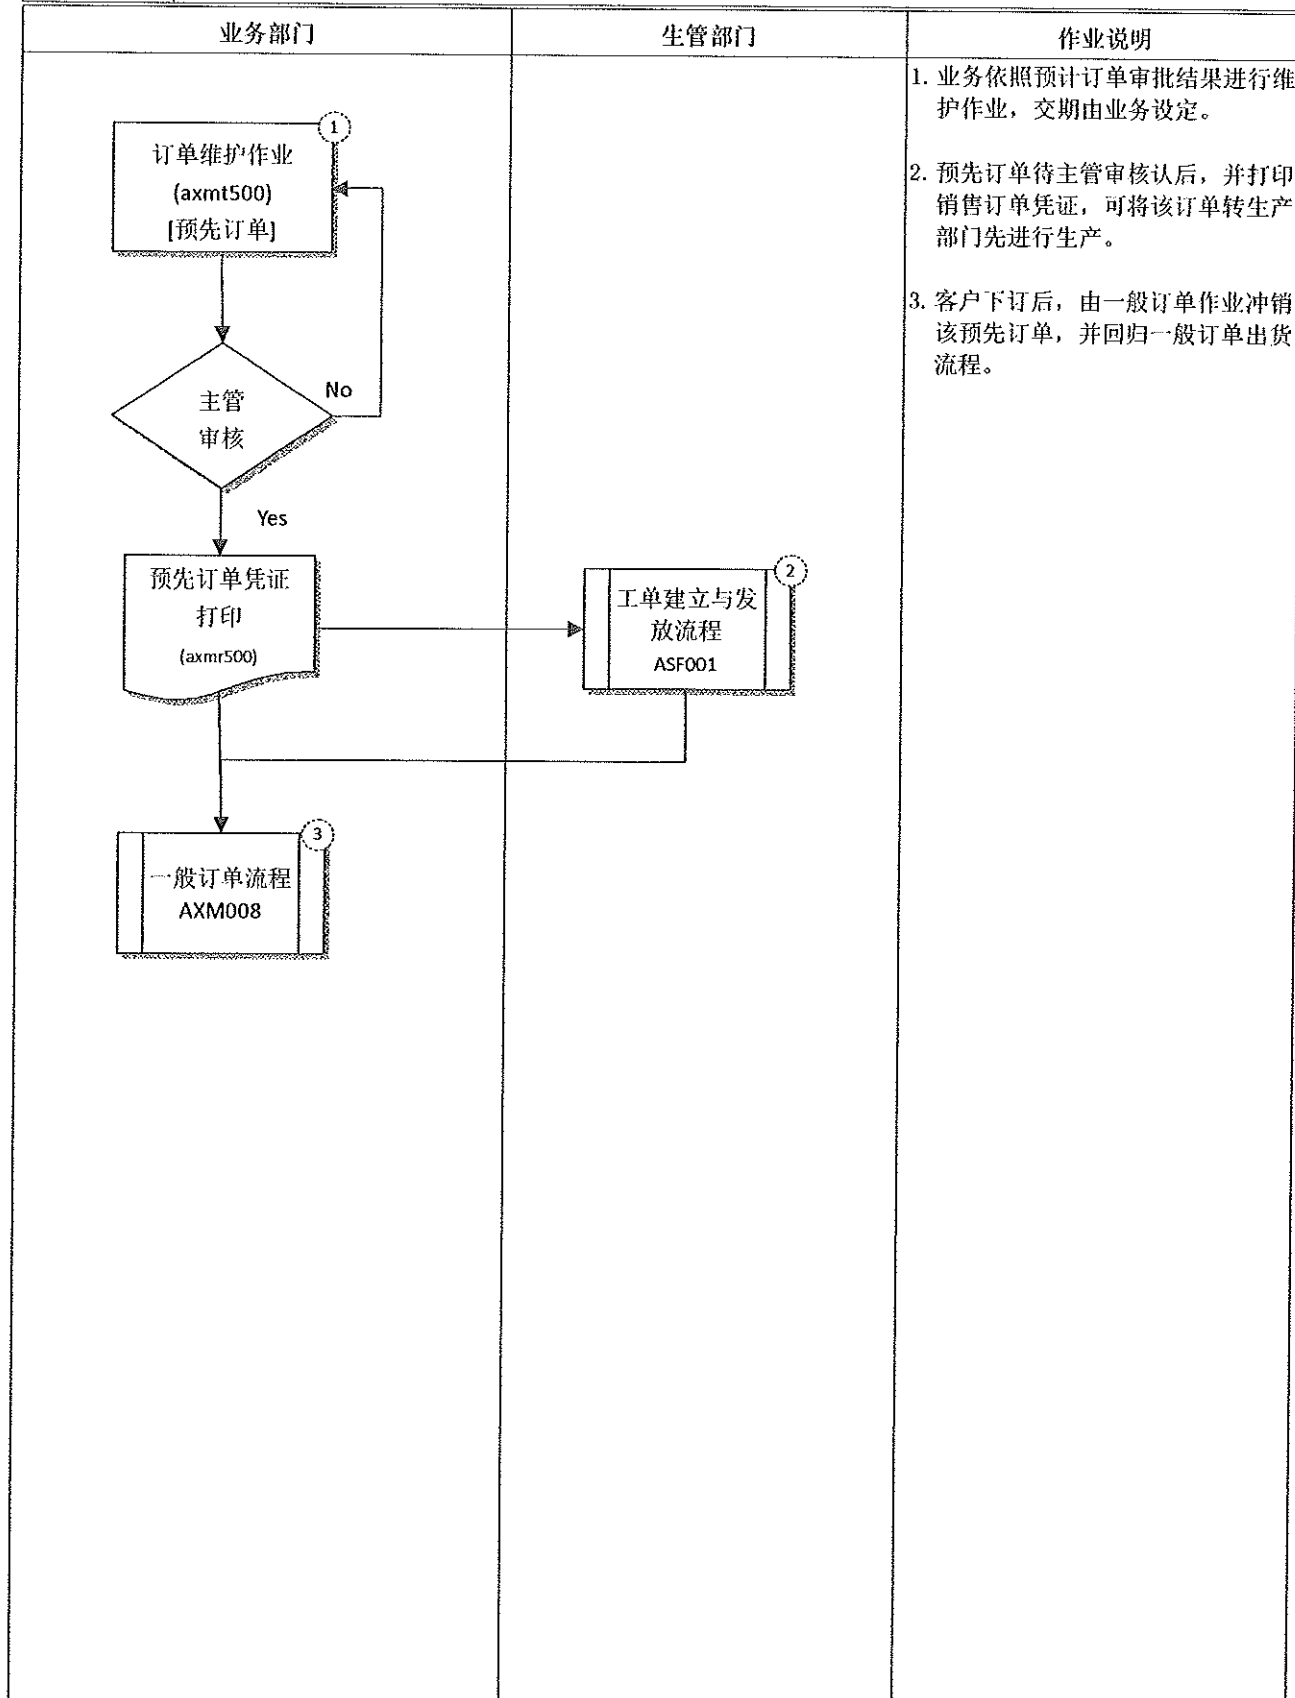 业务部门
生管部门
作业说明
1
订单维护作业
(axmt500)
[预先订单]
主管
审核
No
Yes
预先订单凭证
打印
(axmr500)
2
工单建立与发
放流程
ASF001
3
一般订单流程
AXM008
1. 业务依照预计订单审批结果进行维
护作业，交期由业务设定。
2. 预先订单待主管审核认后，并打印
销售订单凭证，可将该订单转生产
部门先进行生产。
3. 客户下订后，由一般订单作业冲销
该预先订单，并回归一般订单出货
流程。